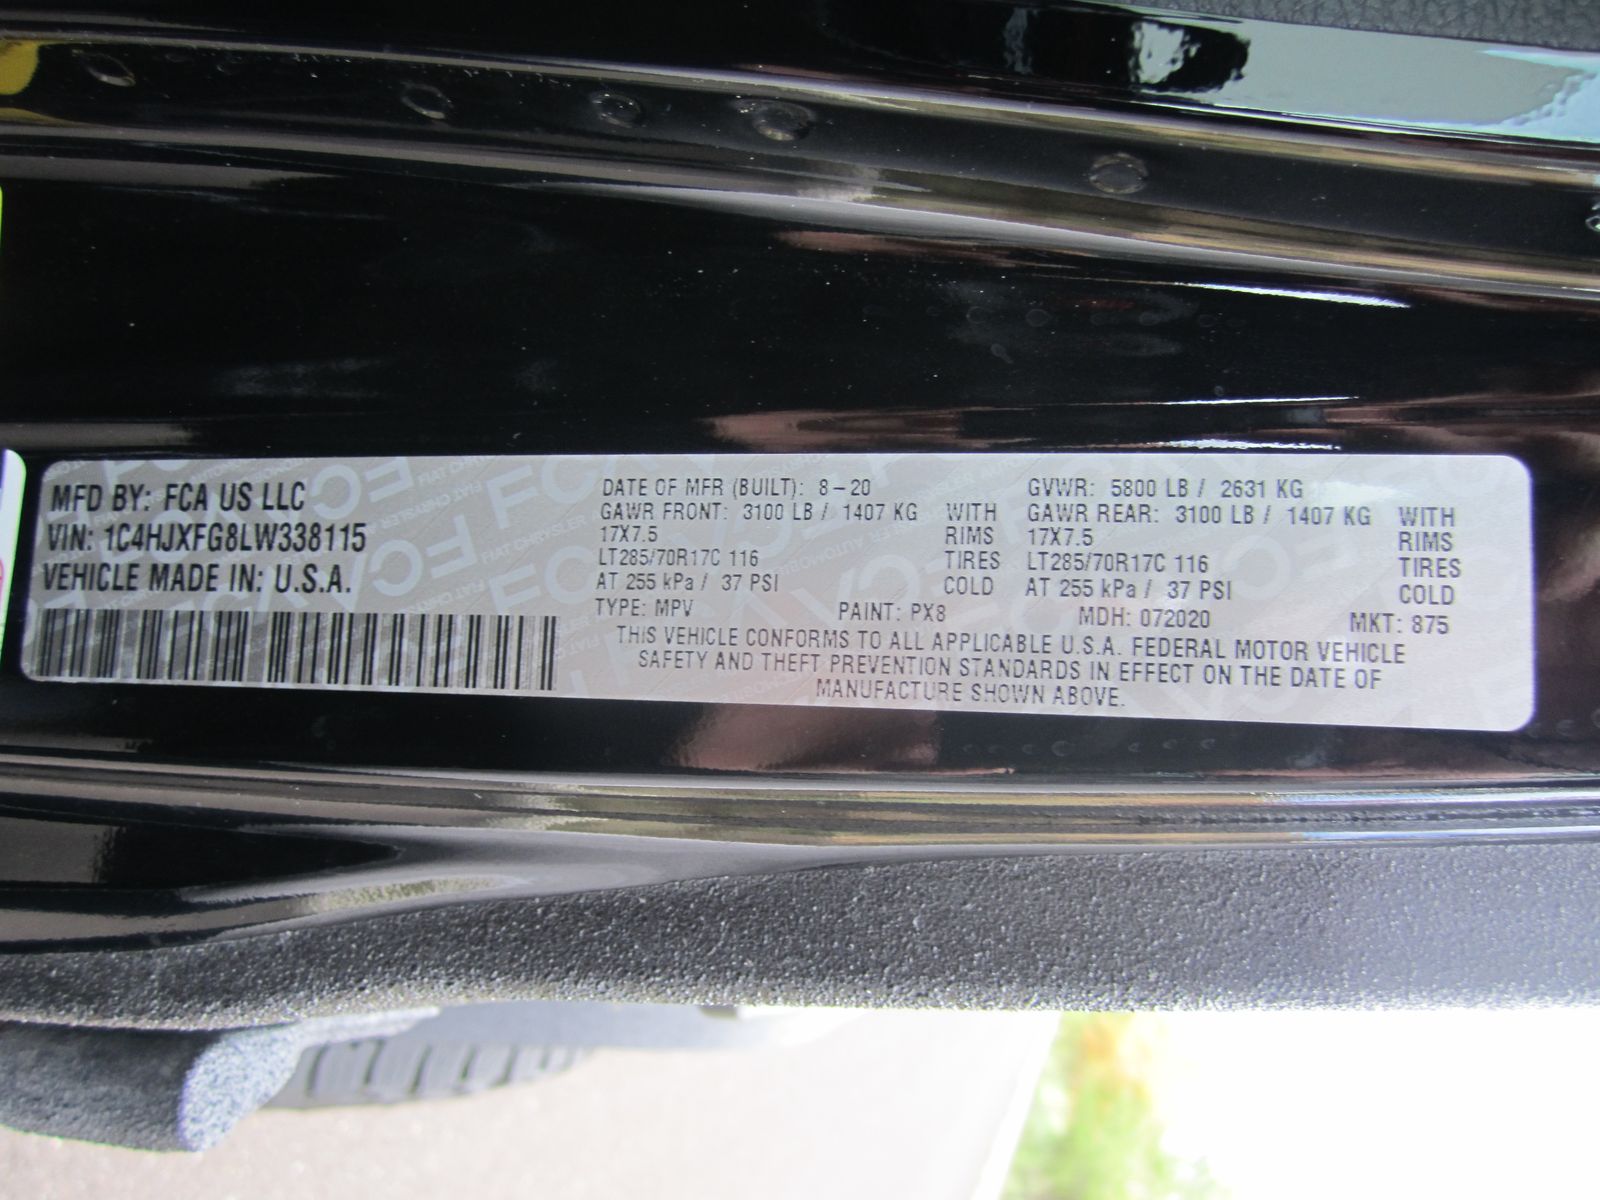 MFD BY: FCA US LLC
VIN: 1C4HJXFG8LW338115
VEHICLE MADE IN: U.S.A.
DATE OF MFR (BUILT): 8-20
GAWR FRONT: 3100 LB / 1407 KG WITH
17X7.5 RIMS
LT285/70R17C 116 TIRES
AT 255 kPa / 37 PSI COLD
GVWR: 5800 LB / 2631 KG
GAWR REAR: 3100 LB / 1407 KG WITH
17X7.5 RIMS
LT285/70R17C 116 TIRES
AT 255 kPa / 37 PSI COLD
TYPE: MPV PAINT: PX8 MDH: 072020 MKT: 875
THIS VEHICLE CONFORMS TO ALL APPLICABLE U.S.A. FEDERAL MOTOR VEHICLE
SAFETY AND THEFT PREVENTION STANDARDS IN EFFECT ON THE DATE OF
MANUFACTURE SHOWN ABOVE.